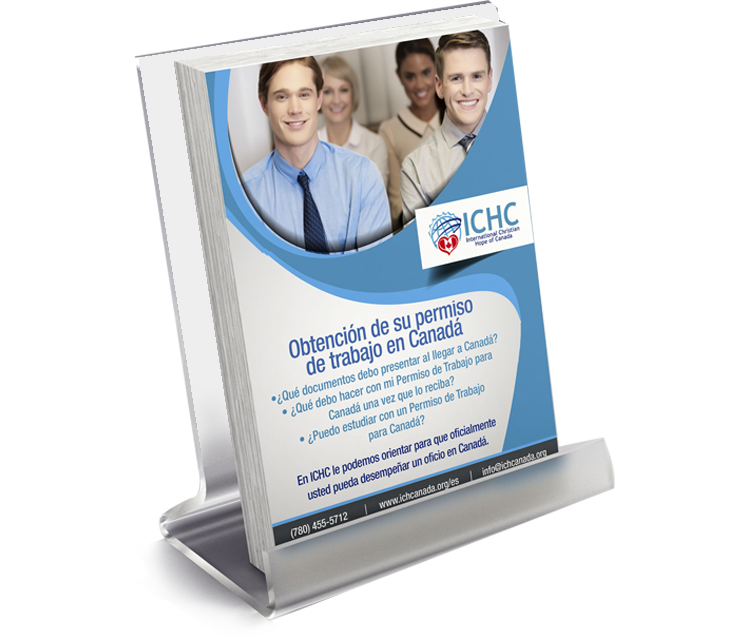 ICHC
International Christian
Hope of Canada
Obtención de su permiso
de trabajo en Canadá
•¿Qué documentos debo presentar al llegar a Canadá?
• ¿Qué debo hacer con mi Permiso de Trabajo para
Canadá una vez que lo reciba?
• ¿Puedo estudiar con un Permiso de Trabajo
para Canadá?
En ICHC le podemos orientar para que oficialmente
usted pueda desempeñar un oficio en Canadá.
(780) 455-5712 | www.ichcanada.org/es | info@ichcanada.org